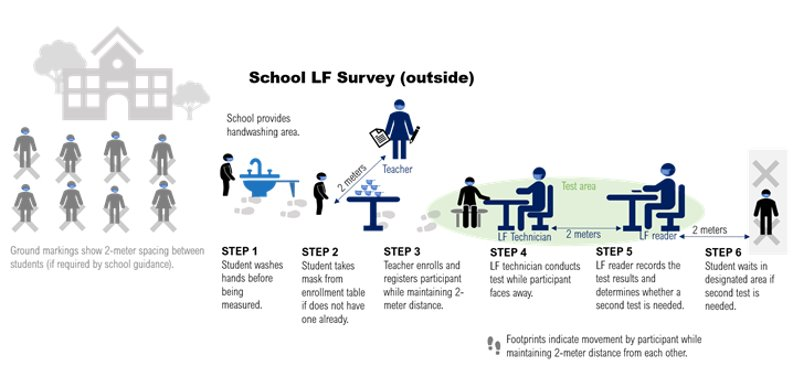 School LF Survey (outside)
School provides
handwashing area.
Teacher
2 meters
Test area
LF Technician
2 meters
LF reader
2 meters
Ground markings show 2-meter spacing between
students (if required by school guidance).
STEP 1
Student washes
hands before
being
measured.
STEP 2
Student takes
mask from
enrollment table
if does not have
one already.
STEP 3
Teacher enrolls and
registers participant
while maintaining 2-
meter distance.
STEP 4
LF technician conducts
test while participant
faces away.
STEP 5
LF reader records the
test results and
determines whether a
second test is needed.
STEP 6
Student waits in
designated area if
second test is
needed.
Footprints indicate movement by participant while
maintaining 2-meter distance from each other.